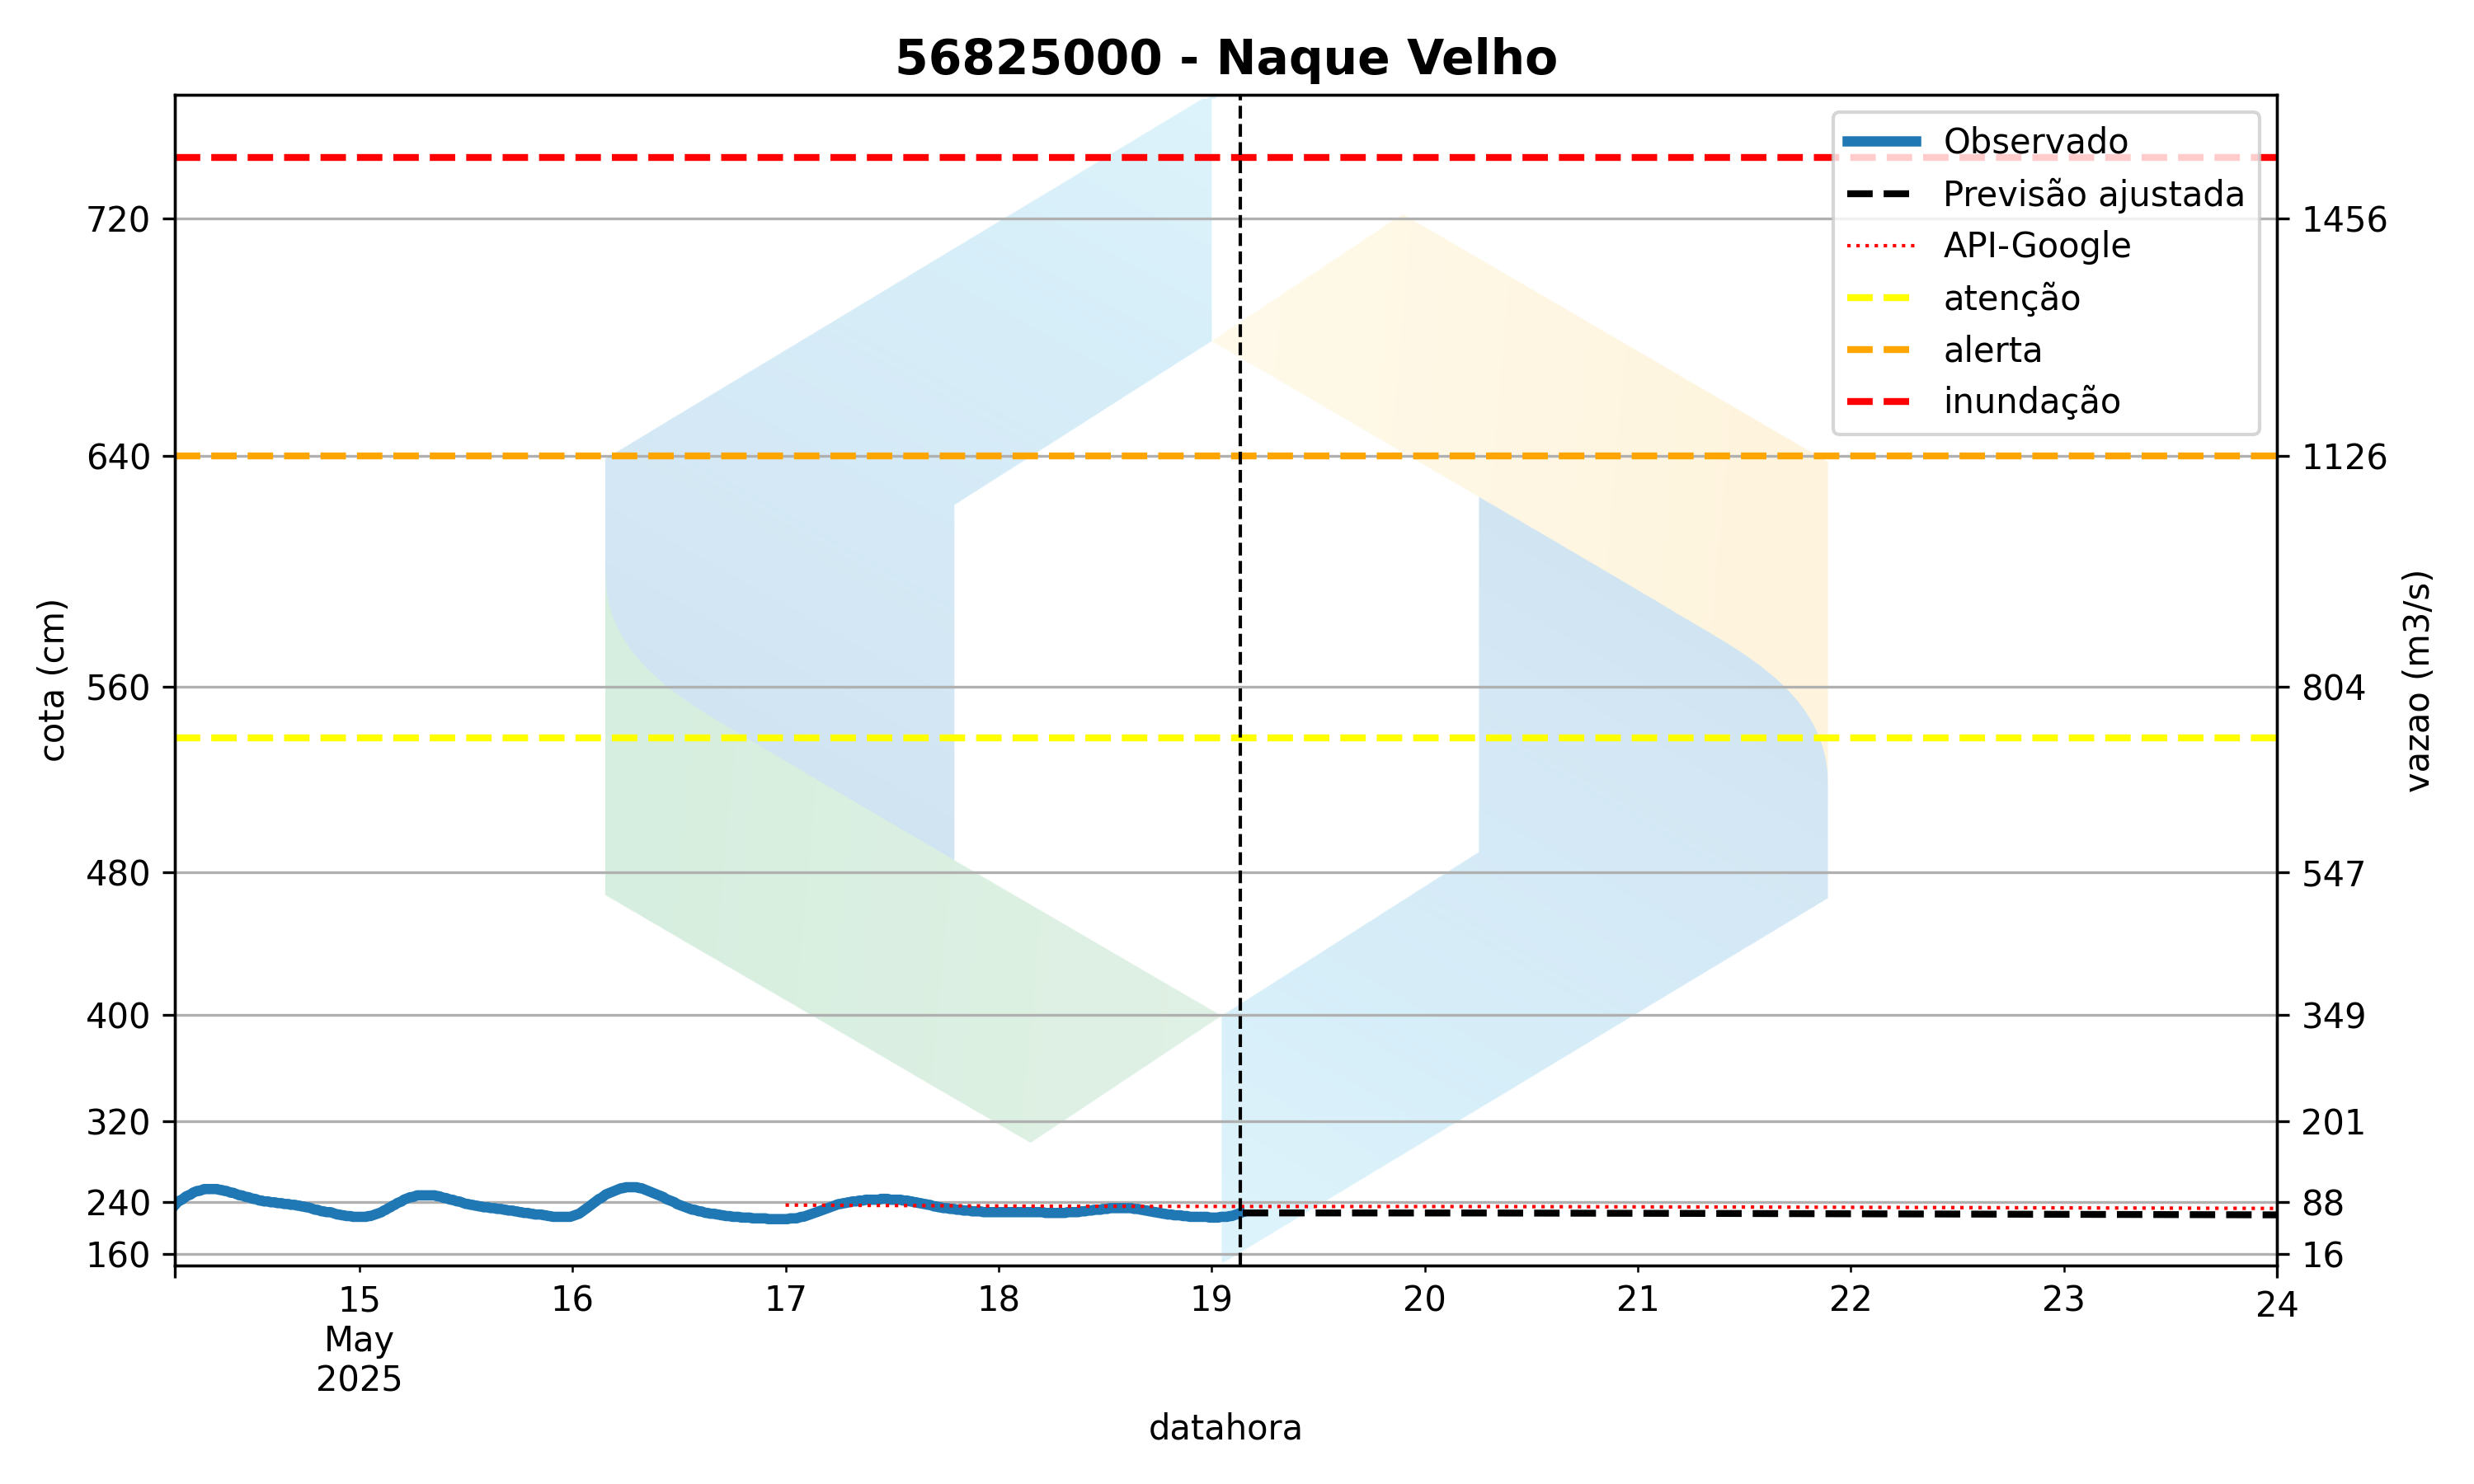 56825000 - Naque Velho
Observado
Previsão ajustada
API-Google
atenção
alerta
inundação
cota (cm)
720
640
560
480
400
320
240
160
vazao (m3/s)
1456
1126
804
547
349
201
88
16
15 16 17 18 19 20 21 22 23 24
May
2025
datahora